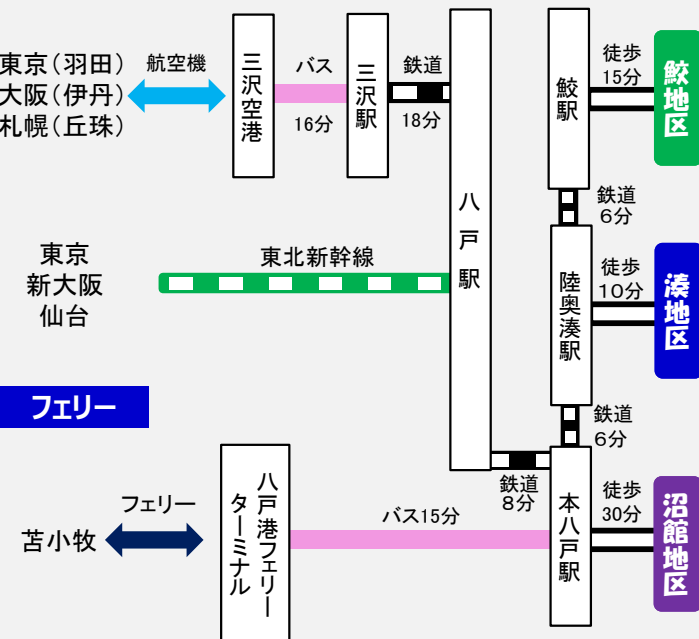 東京(羽田)
大阪(伊丹)
札幌(丘珠)
航空機
三沢空港
バス
16分
三沢駅
鉄道
18分
八戸駅
鮫駅
徒歩
15分
鮫地区
鉄道
6分
東京
新大阪
仙台
東北新幹線
陸奥湊駅
徒歩
10分
湊地区
鉄道
6分
フェリー
苫小牧
フェリー
八戸港フェリー
ターミナル
バス15分
鉄道
8分
本八戸駅
徒歩
30分
沼館地区